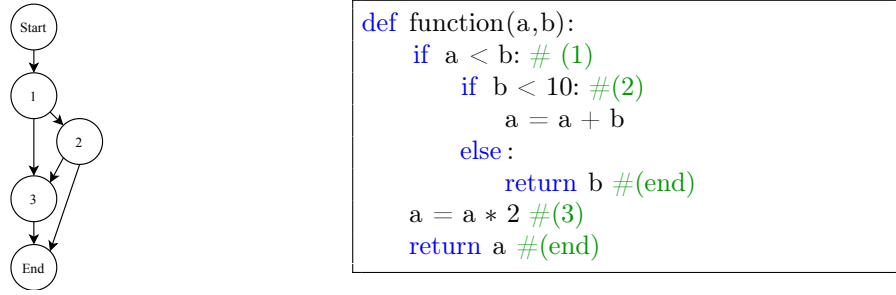 Start
1
2
3
End
def function(a,b):
    if a < b: # (1)
        if b < 10: #(2)
            a = a + b
        else:
            return b #(end)
    a = a * 2 #(3)
    return a #(end)